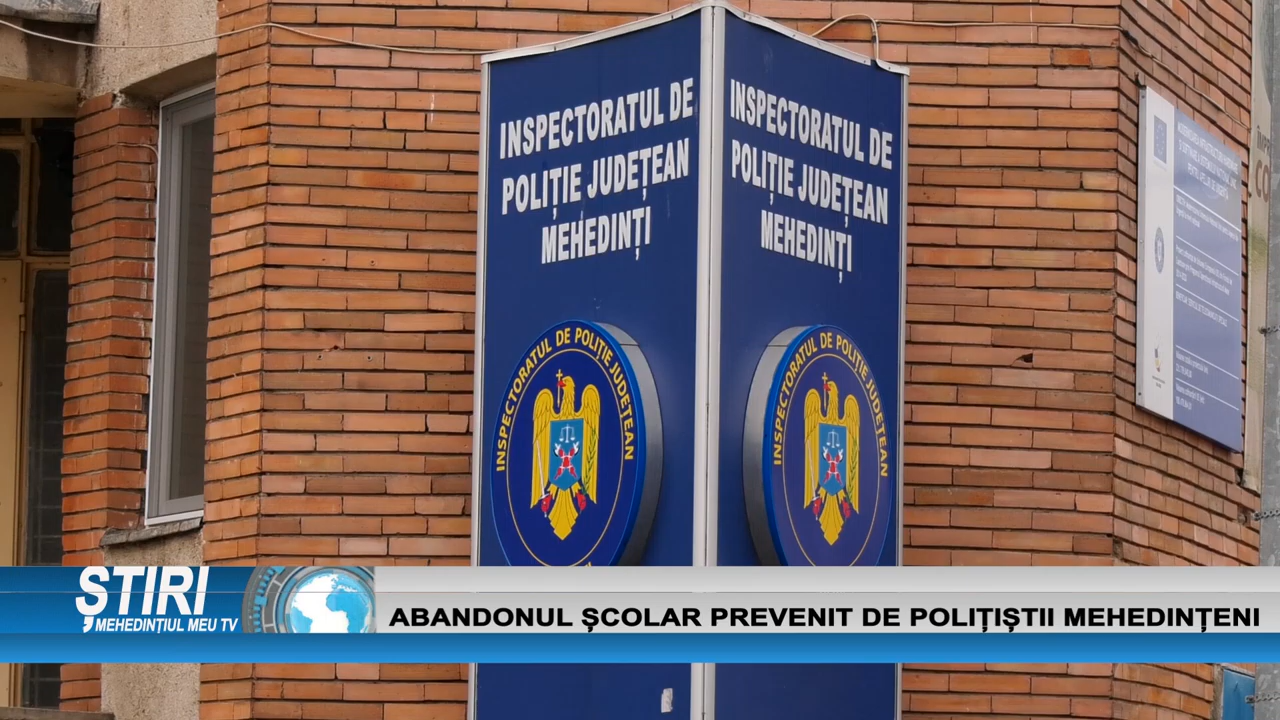 INSPECTORATUL DE
POLIȚIE JUDEȚEAN
MEHEDINȚI
INSPECTORATUL DE
POLIȚIE JUDEȚEAN
MEHEDINȚI
INSPECTORATUL DE POLIȚIE JUDEȚEAN
INSPECTORATUL DE POLIȚIE JUDEȚEAN
ȘTIRI
MEHEDINȚIUL MEU TV
ABANDONUL ȘCOLAR PREVENIT DE POLIȚIȘTII MEHEDINȚENI